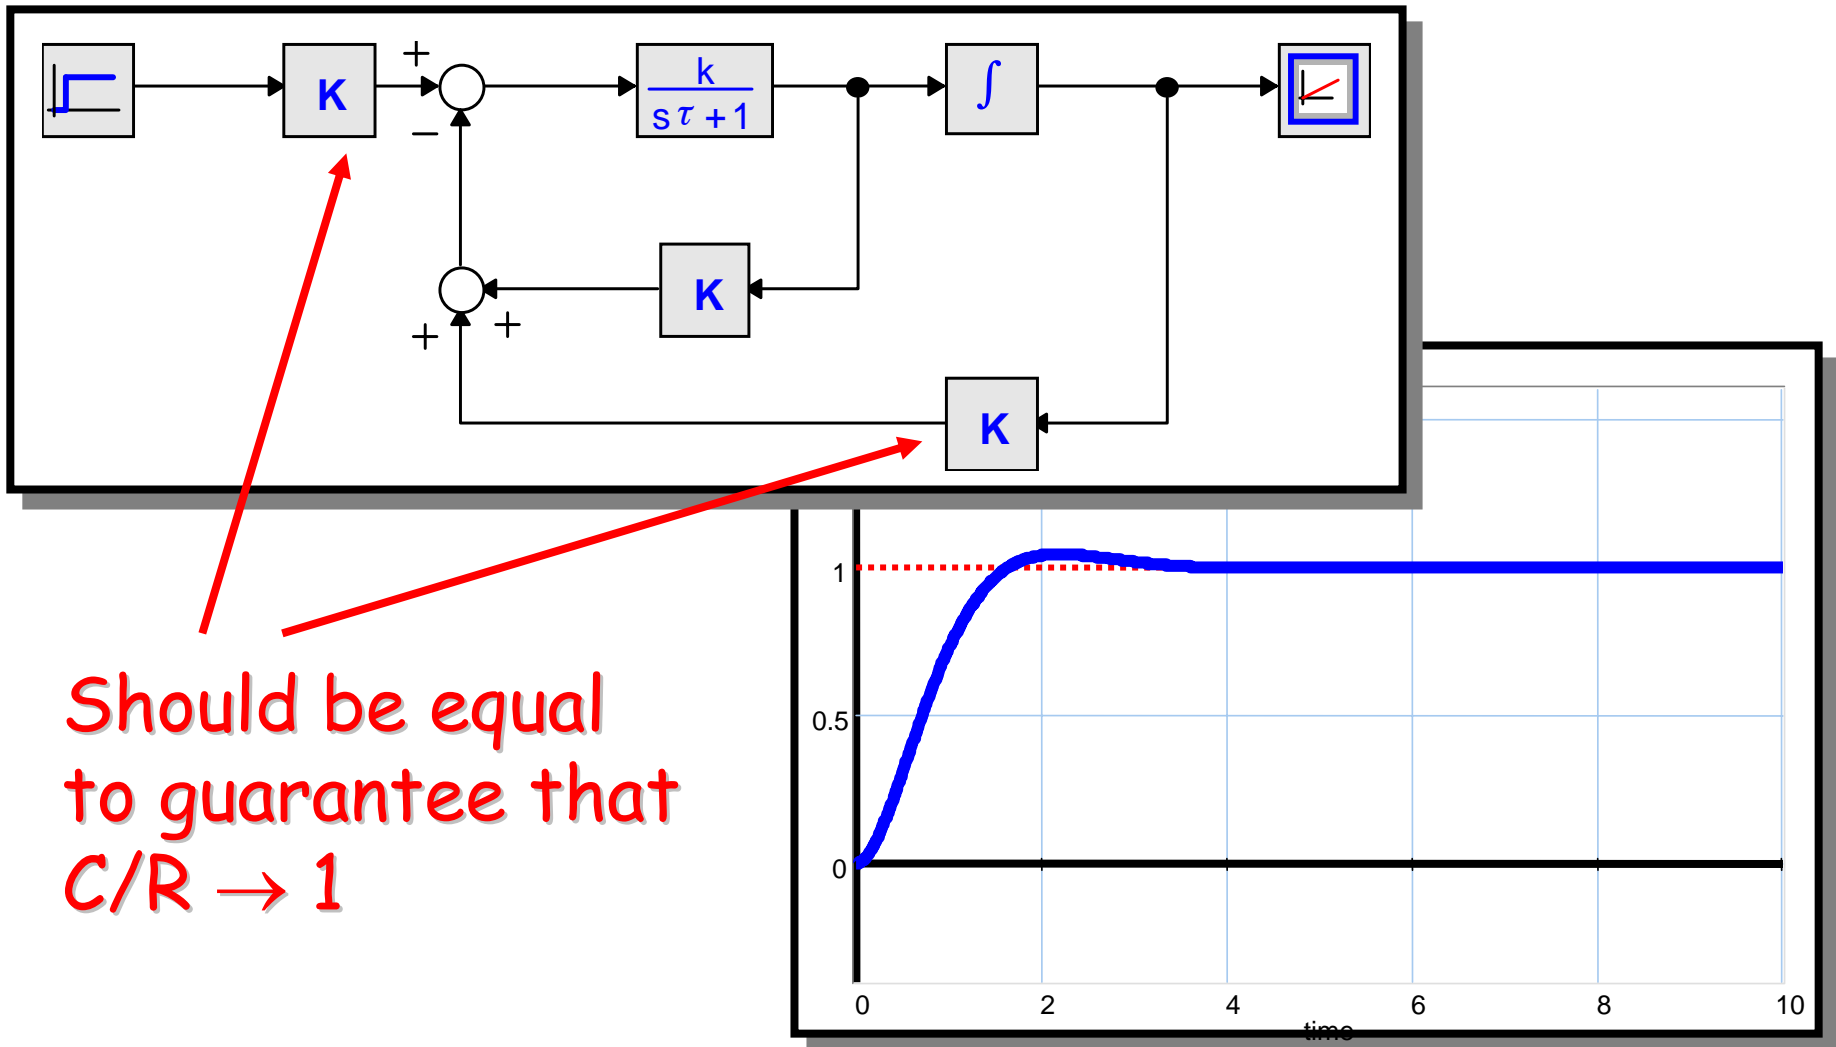 +
K
k
sτ+1
∫
−
K
+
+
K
1
0.5
0
0 2 4 6 8 10
time
Should be equal
to guarantee that
C/R → 1